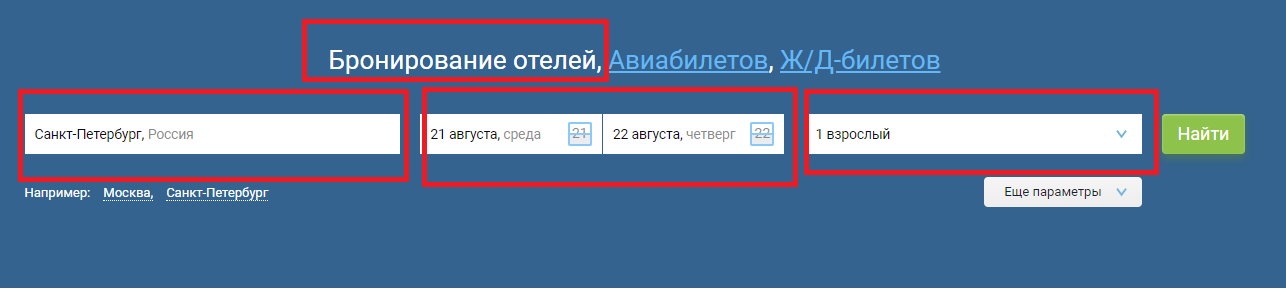 Бронирование отелей, Авиабилетов, Ж/Д-билетов
Санкт-Петербург, Россия 21 августа, среда 21 22 августа, четверг 22 1 взрослый Найти
Например: Москва, Санкт-Петербург Еще параметры